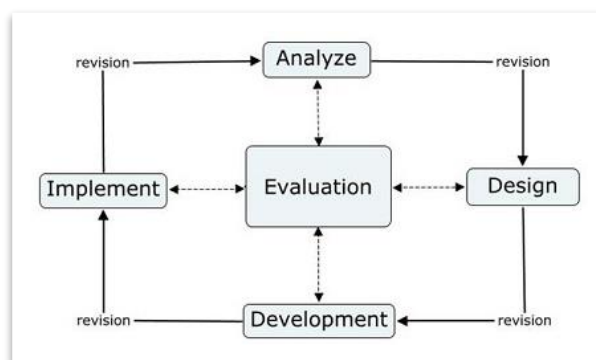 revision
Analyze
revision
Implement
Evaluation
Design
revision
Development
revision